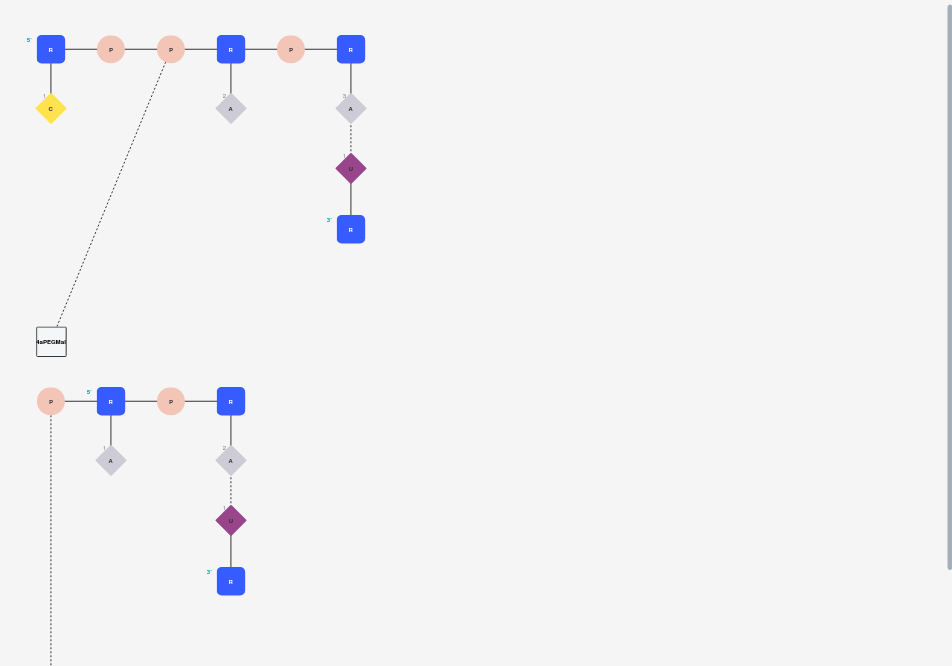 5' R P P R P R
1 C 2 A 3 A
1 U
3' R
4aPEGMal
P 5' R P R
1 A 2 A
1 U
3' R